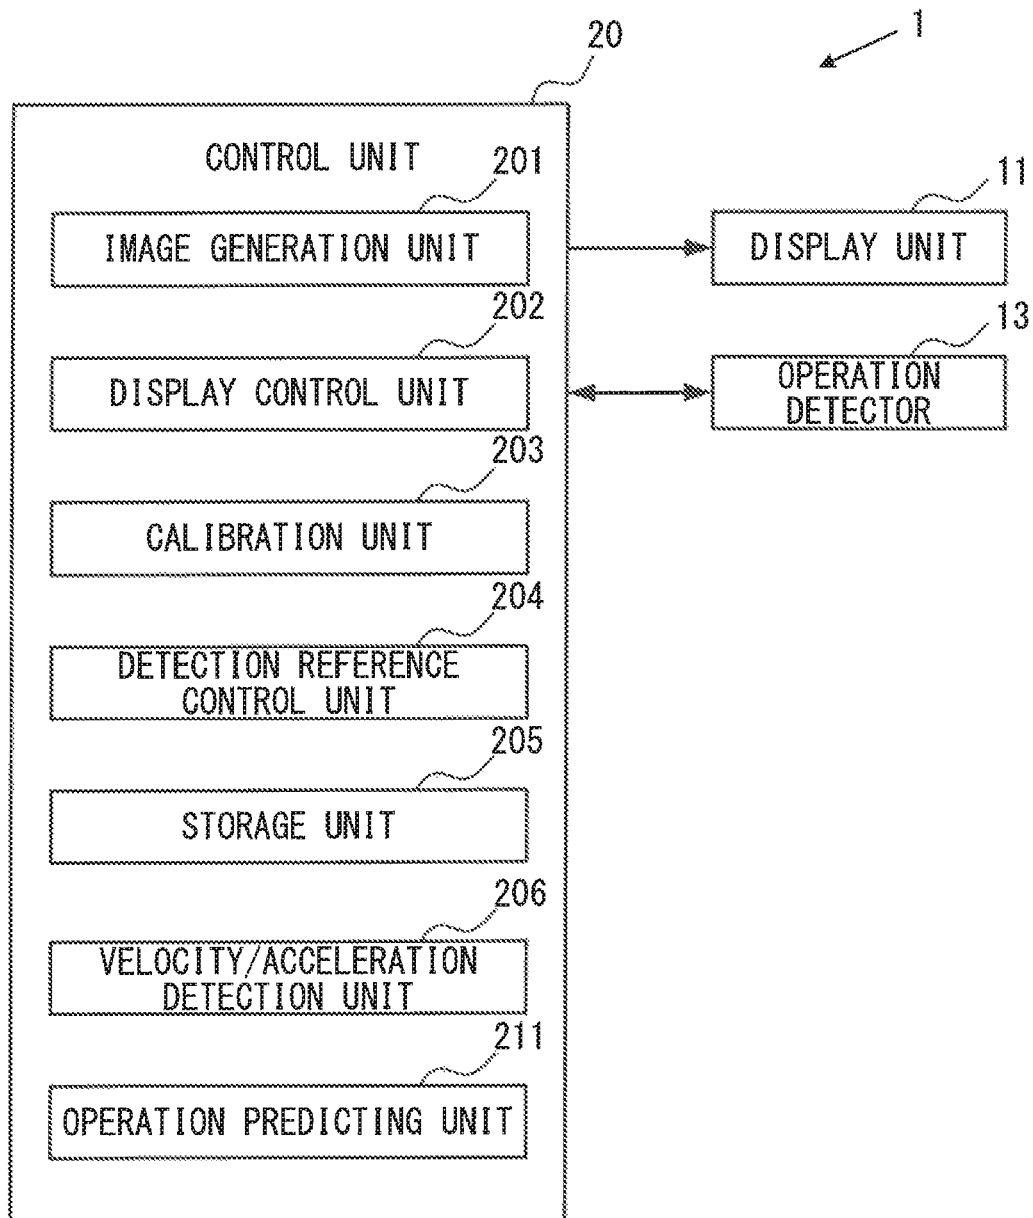 1
20
CONTROL UNIT
201
IMAGE GENERATION UNIT
11
DISPLAY UNIT
202
DISPLAY CONTROL UNIT
13
OPERATION
DETECTOR
203
CALIBRATION UNIT
204
DETECTION REFERENCE
CONTROL UNIT
205
STORAGE UNIT
206
VELOCITY/ACCELERATION
DETECTION UNIT
211
OPERATION PREDICTING UNIT